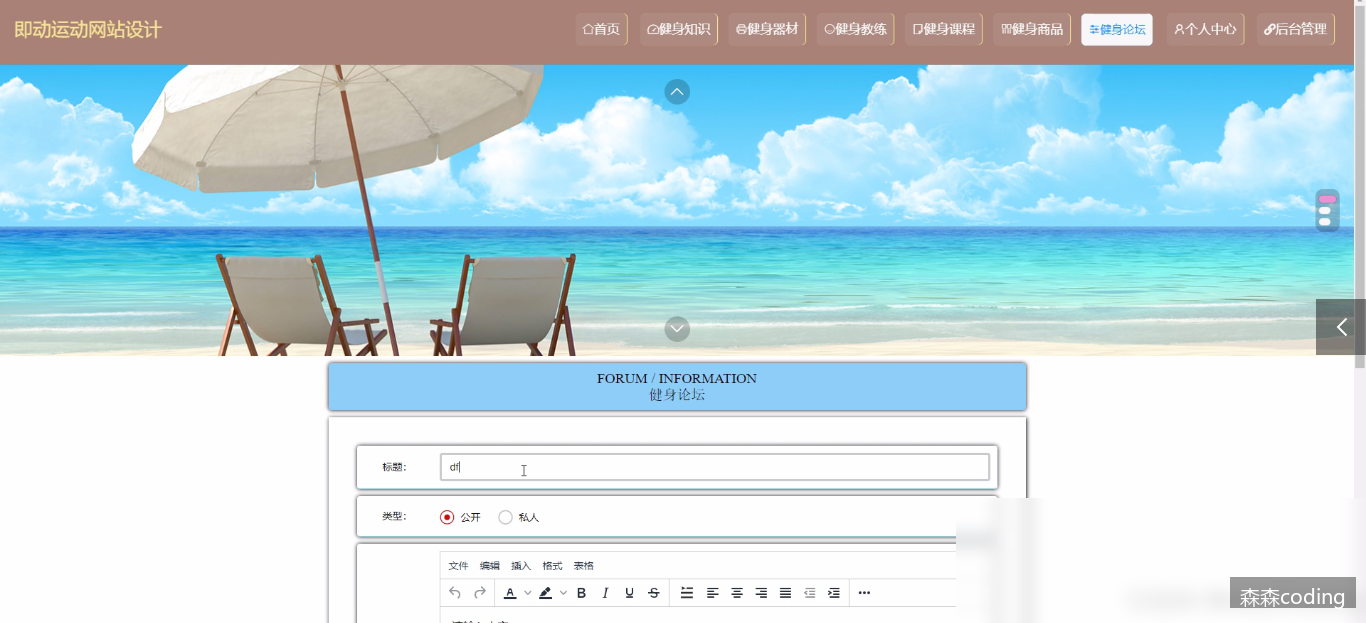 即动运动网站设计
首页 健身知识 健身器材 健身教练 健身课程 健身商品 健身论坛 个人中心 后台管理
FORUM / INFORMATION
健身论坛
标题: df
类型: 公开 私人
文件 编辑 插入 格式 表格
森森coding